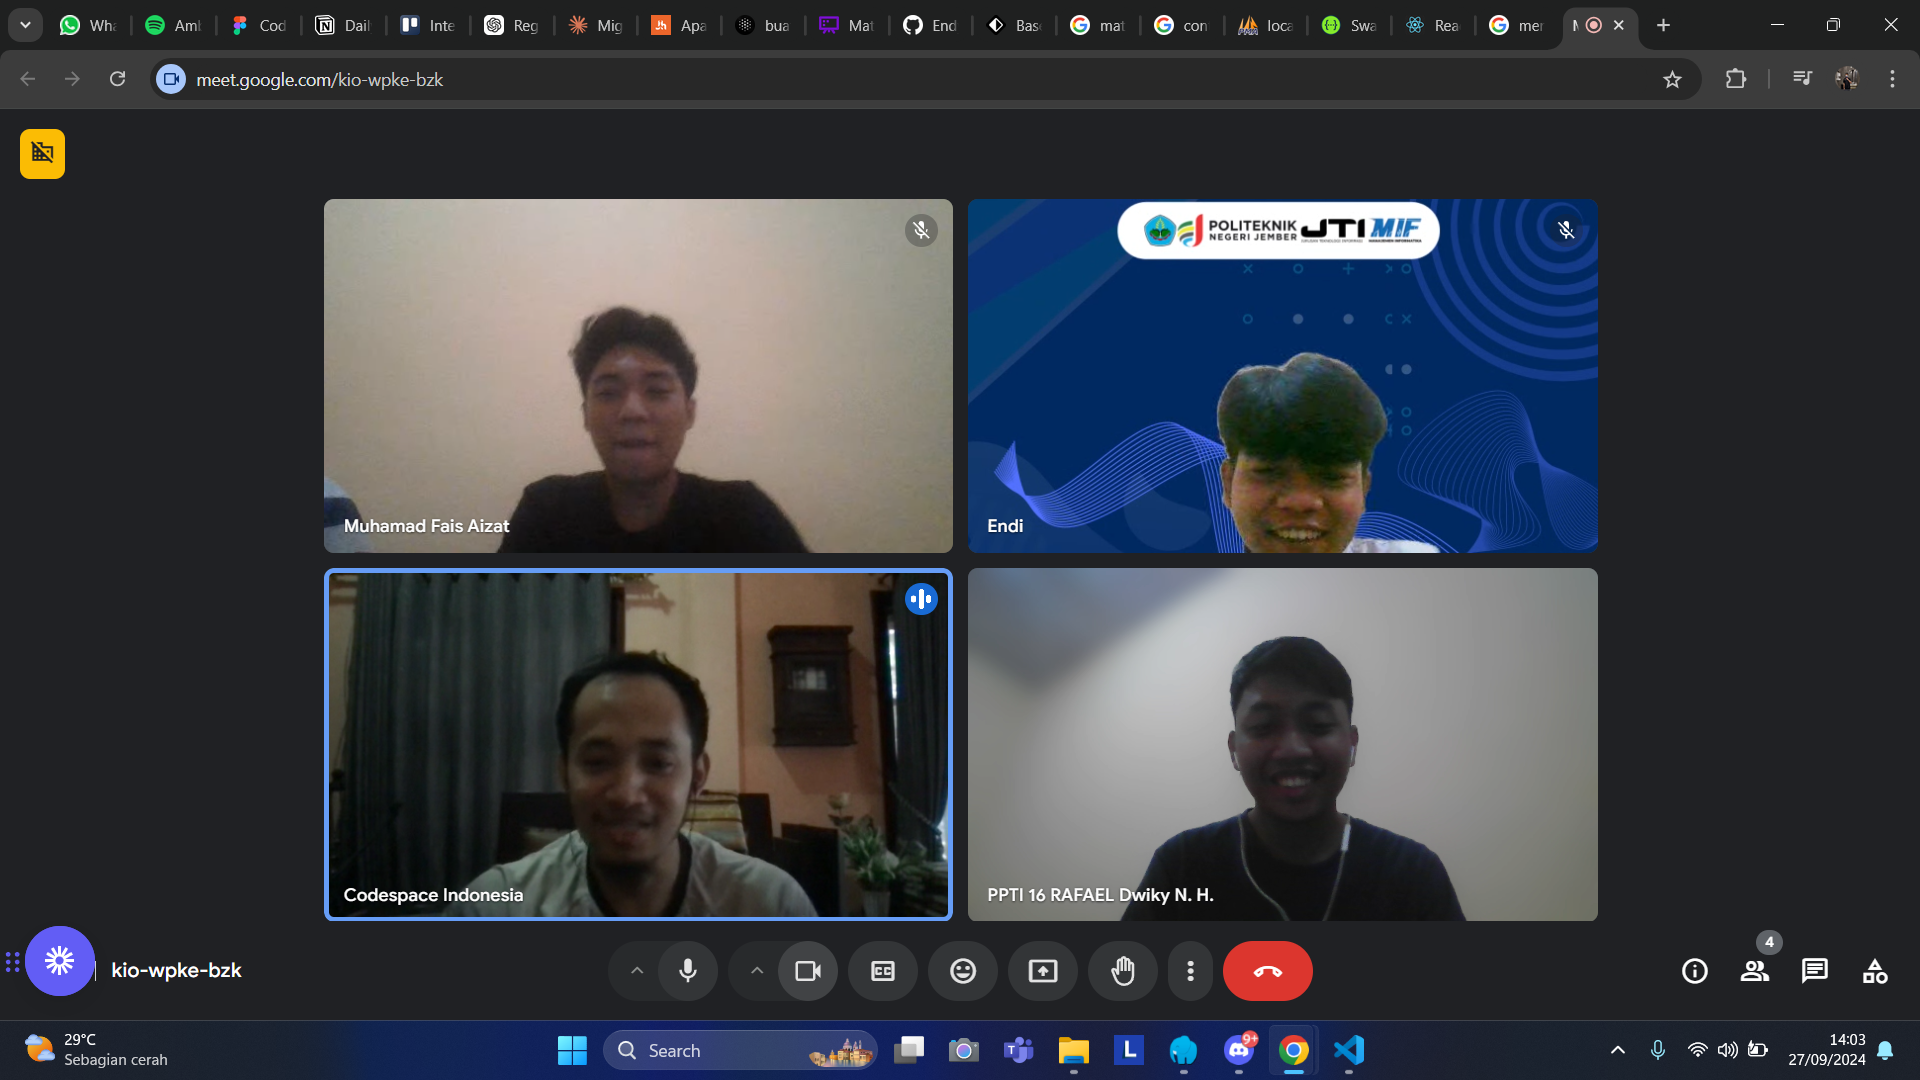 Wha
Amb
Cod
Dail
Inte
Reg
Mig
Apa
bua
Mat
End
Bas
mat
con
loca
Swa
Rea
mer
meet.google.com/kio-wpke-bzk
POLITEKNIK
NEGERI JEMBER
JTI
MIF
Muhamad Fais Aizat
Endi
Codespace Indonesia
PPTI 16 RAFAEL Dwiky N. H.
kio-wpke-bzk
4
29°C
Sebagian cerah
Search
9+
14:03
27/09/2024